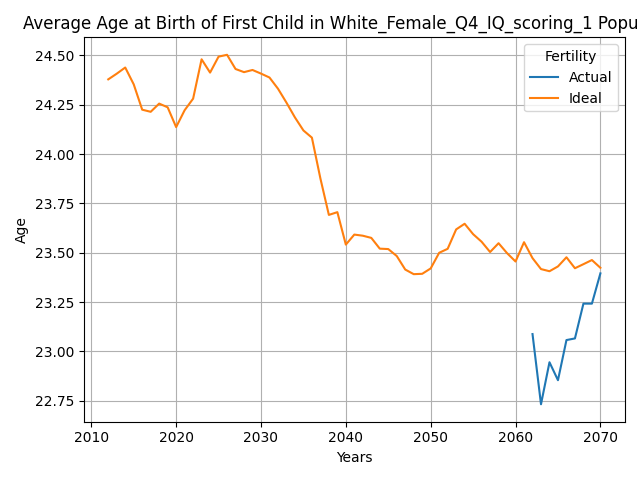 Average Age at Birth of First Child in White_Female_Q4_IQ_scoring_1 Popu
24.50
24.25
24.00
23.75
23.50
23.25
23.00
22.75
Age
Fertility
Actual
Ideal
2010 2020 2030 2040 2050 2060 2070
Years